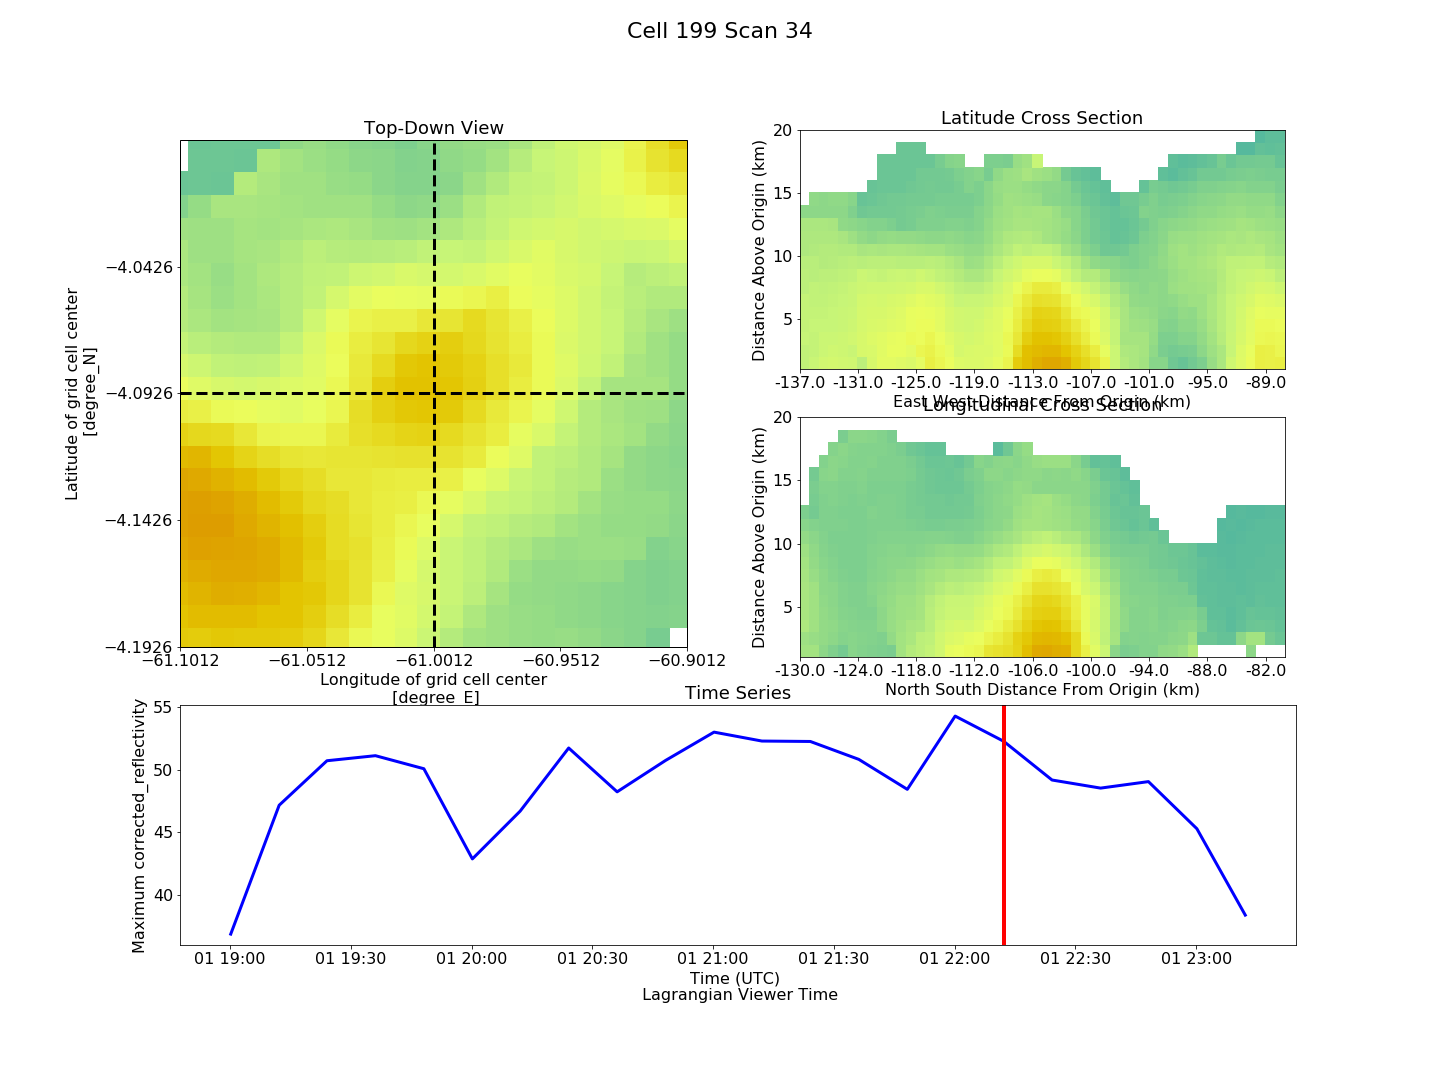 Cell 199 Scan 34
Top-Down View
Latitude of grid cell center
[degree_N]
−4.0426
−4.0926
−4.1426
−4.1926
−61.1012 −61.0512 −61.0012 −60.9512 −60.9012
Longitude of grid cell center
[degree_E]
Latitude Cross Section
Distance Above Origin (km)
20
15
10
5
-137.0 -131.0 -125.0 -119.0 -113.0 -107.0 -101.0 -95.0 -89.0
East West Distance From Origin (km)
Longitudinal Cross Section
Distance Above Origin (km)
20
15
10
5
-130.0 -124.0 -118.0 -112.0 -106.0 -100.0 -94.0 -88.0 -82.0
North South Distance From Origin (km)
Time Series
Maximum corrected_reflectivity
55
50
45
40
01 19:00 01 19:30 01 20:00 01 20:30 01 21:00 01 21:30 01 22:00 01 22:30 01 23:00
Time (UTC)
Lagrangian Viewer Time